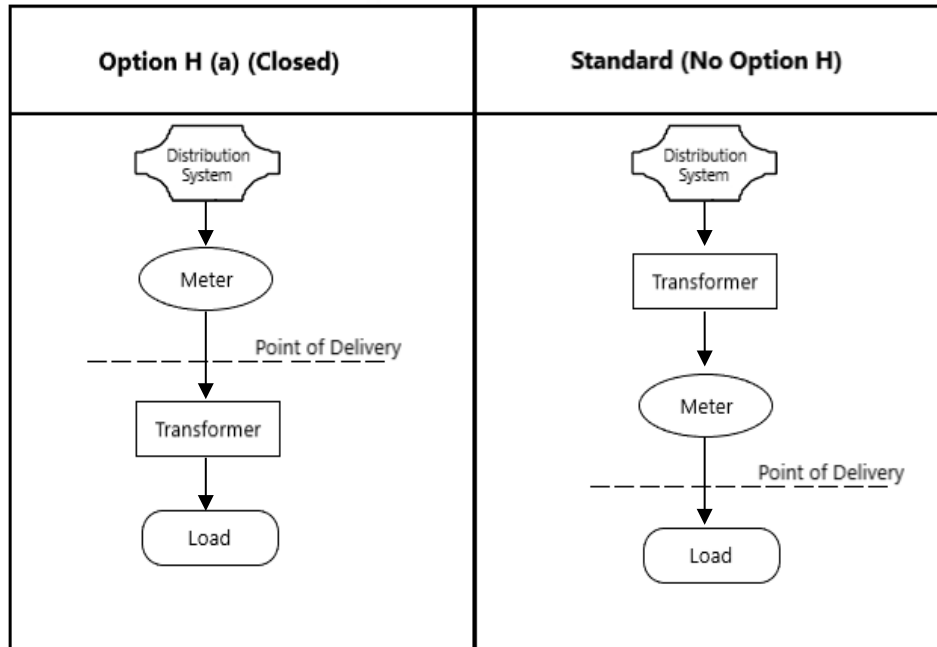 Option H (a) (Closed)
Standard (No Option H)
Distribution
System
Meter
Point of Delivery
Transformer
Load
Distribution
System
Transformer
Meter
Point of Delivery
Load